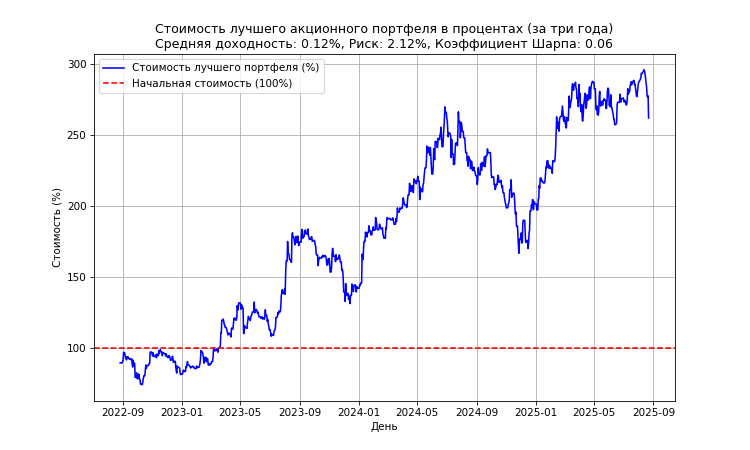 Стоимость лучшего акционного портфеля в процентах (за три года)
Средняя доходность: 0.12%, Риск: 2.12%, Коэффициент Шарпа: 0.06
Стоимость лучшего портфеля (%)
Начальная стоимость (100%)
Стоимость (%)
300
250
200
150
100
2022-09 2023-01 2023-05 2023-09 2024-01 2024-05 2024-09 2025-01 2025-05 2025-09
День